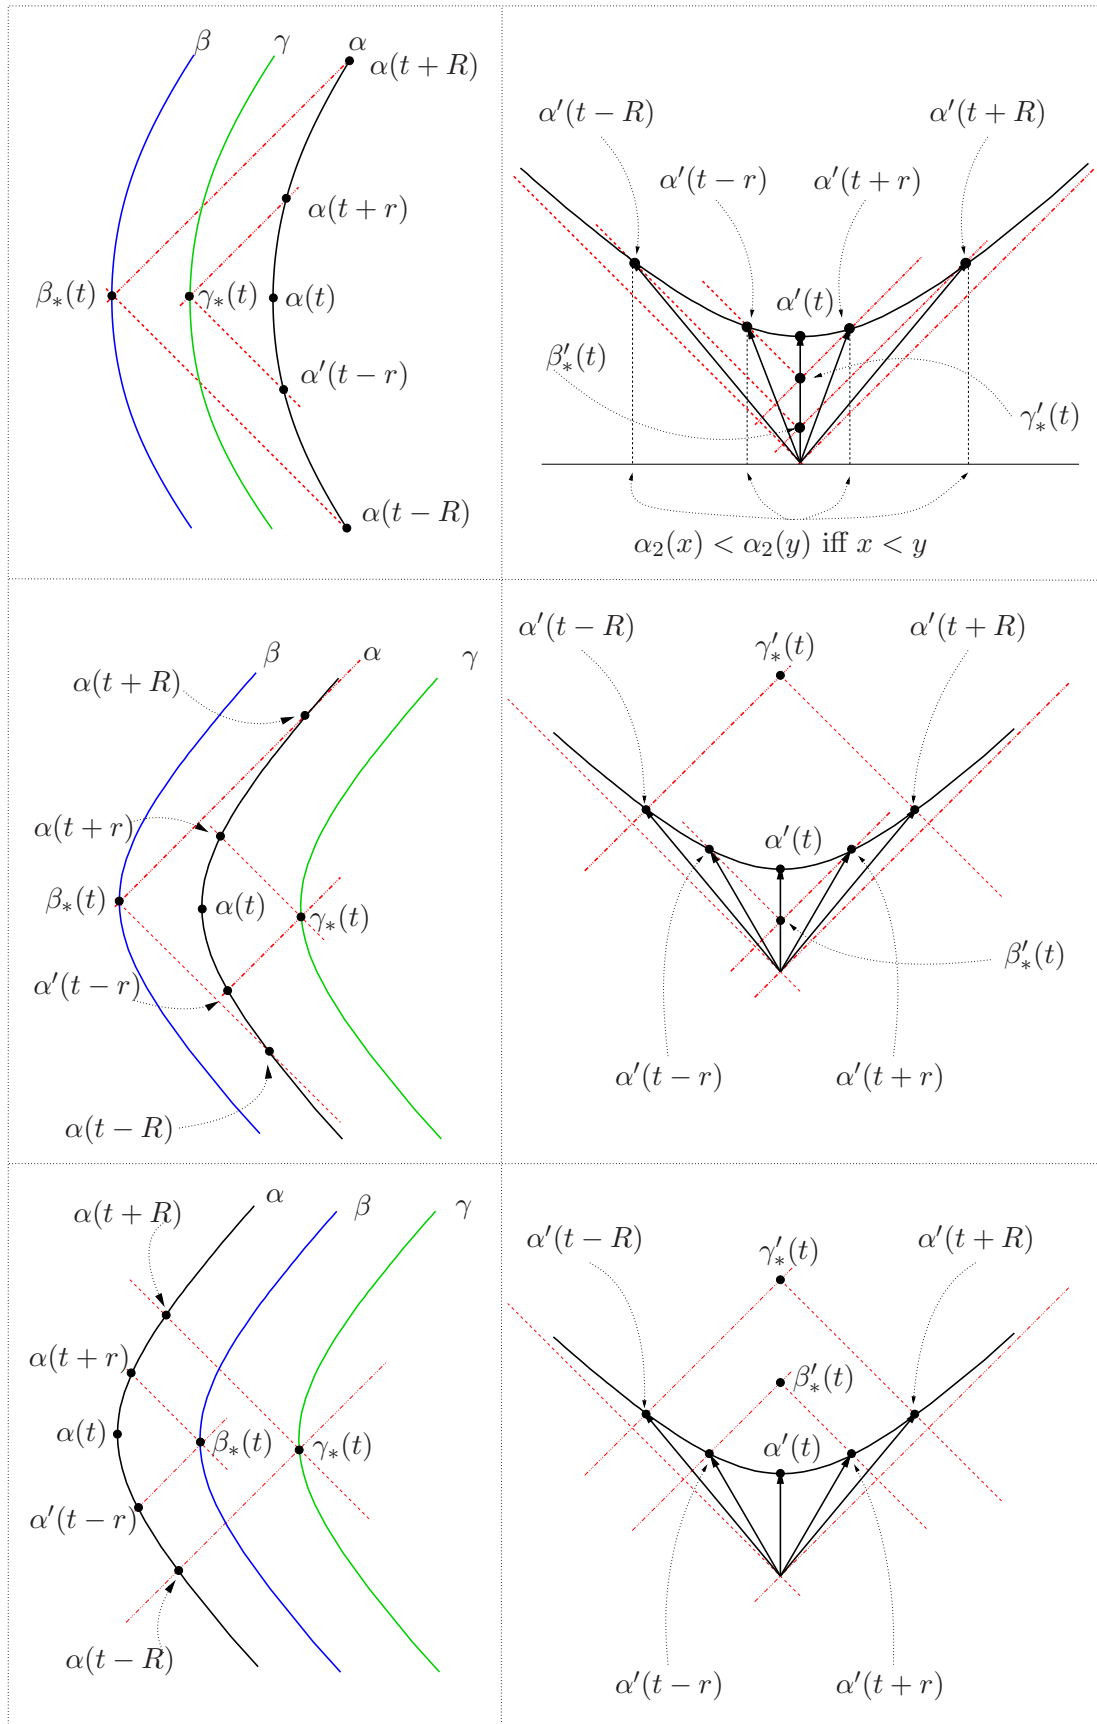 β γ α
α(t + R)
α(t + r)
β∗(t) γ∗(t) α(t)
α′(t − r)
α(t − R)
α′(t − R) α′(t + R)
α′(t − r) α′(t + r)
α′(t)
β′∗(t)
γ′∗(t)
α₂(x) < α₂(y) iff x < y
β α γ
α(t + R)
α(t + r)
β∗(t) α(t) γ∗(t)
α′(t − r)
α(t − R)
α′(t − R) γ′∗(t) α′(t + R)
α′(t)
β′∗(t)
α′(t − r) α′(t + r)
α β γ
α(t + R)
α(t + r)
α(t) β∗(t) γ∗(t)
α′(t − r)
α(t − R)
α′(t − R) γ′∗(t) α′(t + R)
β′∗(t)
α′(t)
α′(t − r) α′(t + r)